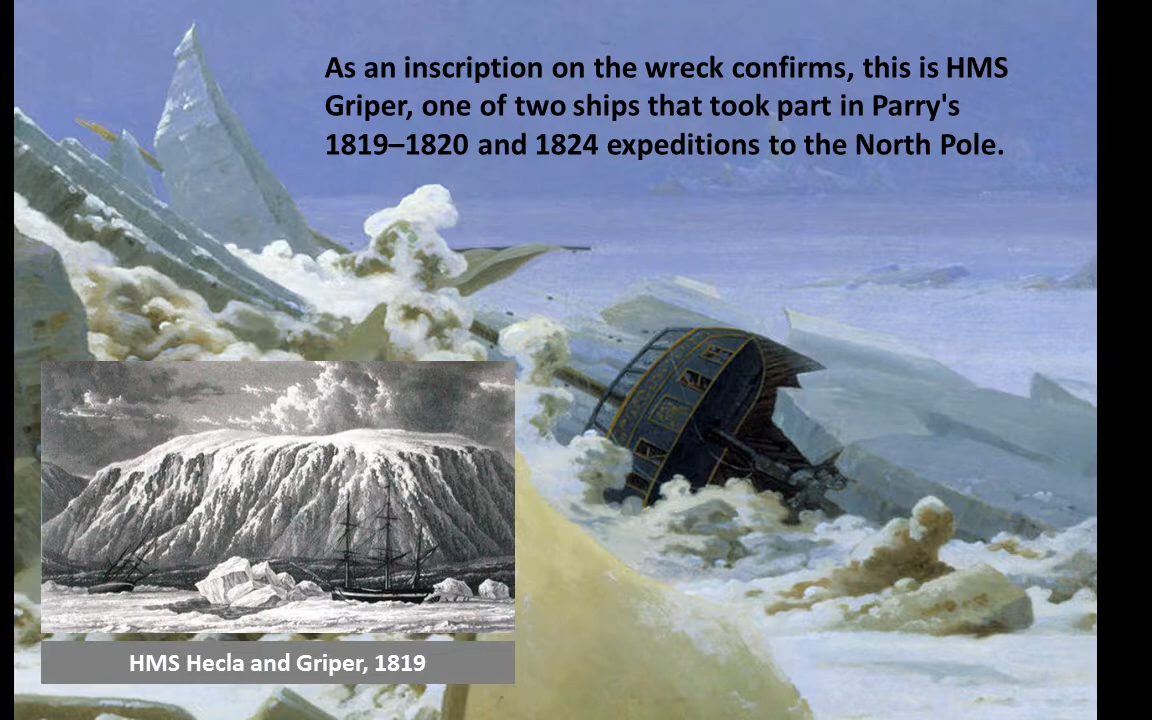 As an inscription on the wreck confirms, this is HMS
Griper, one of two ships that took part in Parry's
1819–1820 and 1824 expeditions to the North Pole.
HMS Hecla and Griper, 1819